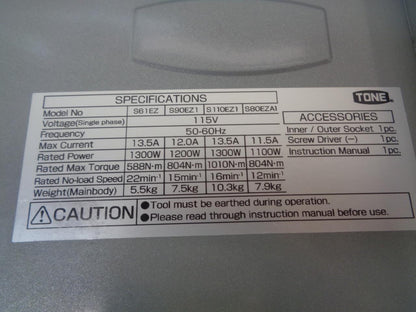 TONE
SPECIFICATIONS
Model No S61EZ S90EZ1 S110EZ1 S80EZA1
Voltage(Single phase) 115V
Frequency 50-60Hz
Max Current 13.5A 12.0A 13.5A 11.5A
Rated Power 1300W 1200W 1300W 1100W
Rated Max Torque 588N·m 804N·m 1010N·m 804N·m
Rated No-load Speed 22min⁻¹ 15min⁻¹ 16min⁻¹ 12min⁻¹
Weight(Mainbody) 5.5kg 7.5kg 10.3kg 7.9kg
ACCESSORIES
Inner / Outer Socket 1pc.
Screw Driver (−) 1pc.
Instruction Manual 1pc.
CAUTION
●Tool must be earthed during operation.
●Please read through instruction manual before use.